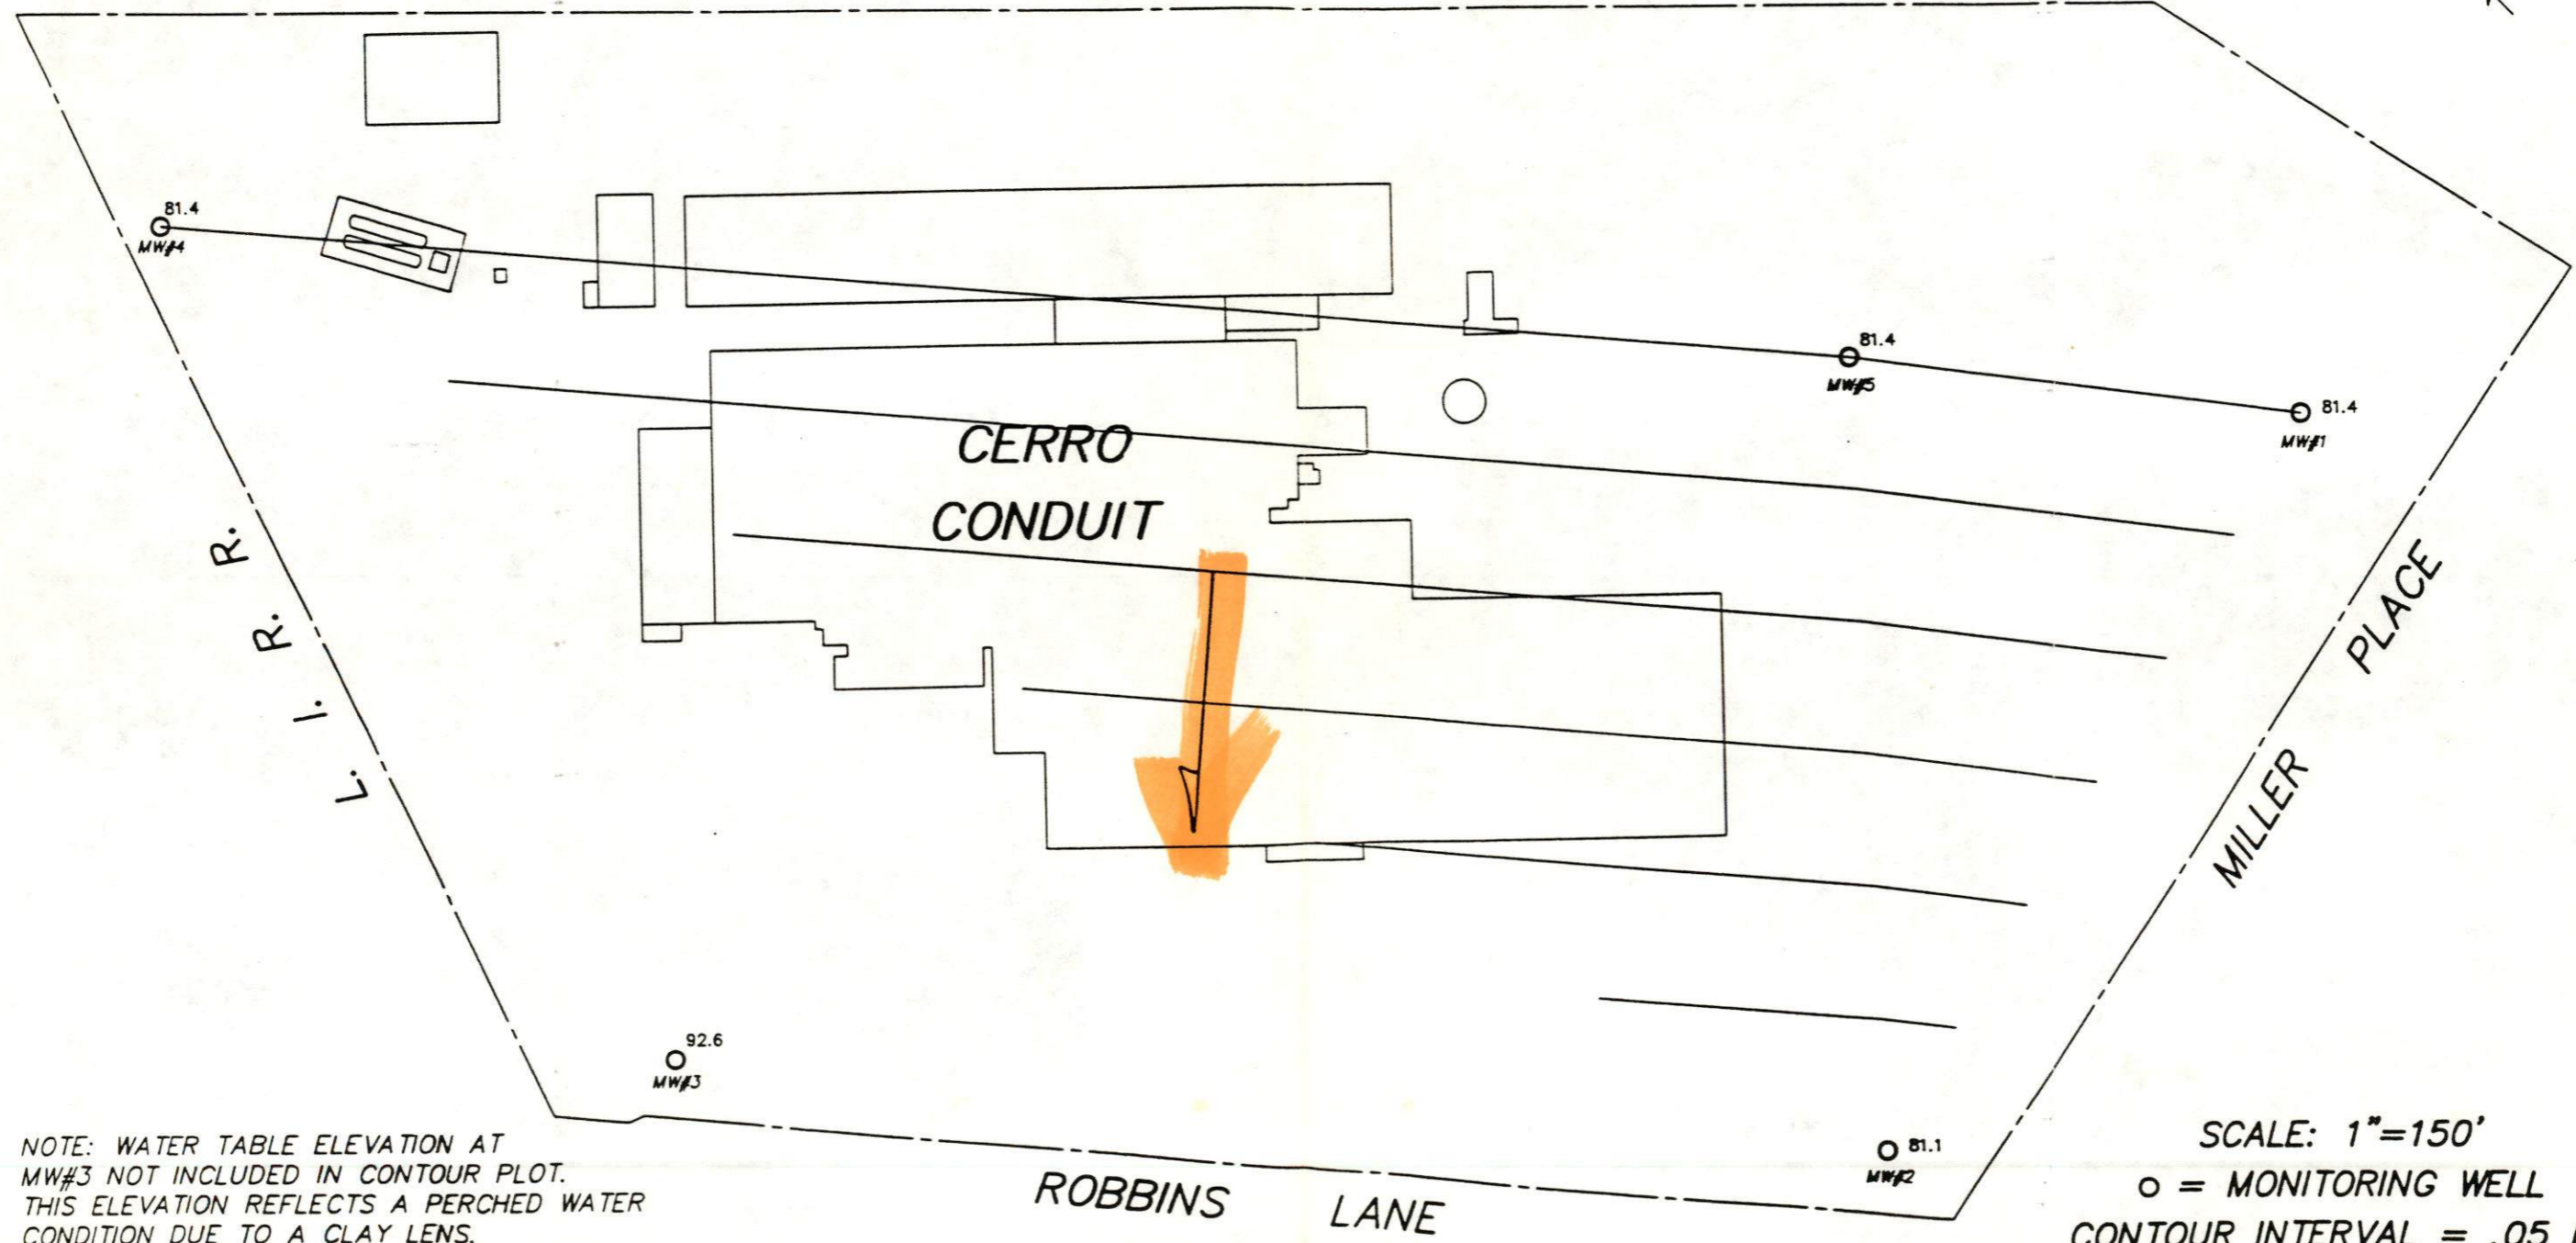 81.4
MW#4
81.4
MW#5
81.4
MW#1
CERRO
CONDUIT
L. I. R. R.
MILLER PLACE
92.6
MW#3
81.1
MW#2
ROBBINS LANE
NOTE: WATER TABLE ELEVATION AT
MW#3 NOT INCLUDED IN CONTOUR PLOT.
THIS ELEVATION REFLECTS A PERCHED WATER
CONDITION DUE TO A CLAY LENS.
SCALE: 1"=150'
O = MONITORING WELL
CONTOUR INTERVAL = .05